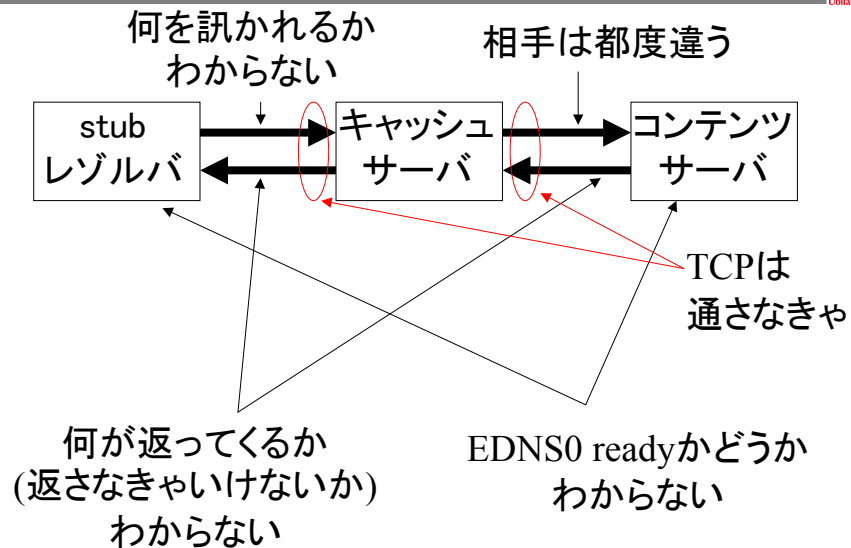 何を訊かれるか
わからない
相手は都度違う
stub
レゾルバ
キャッシュ
サーバ
コンテンツ
サーバ
TCPは
通さなきゃ
何が返ってくるか
(返さなきゃいけないか)
わからない
EDNS0 readyかどうか
わからない